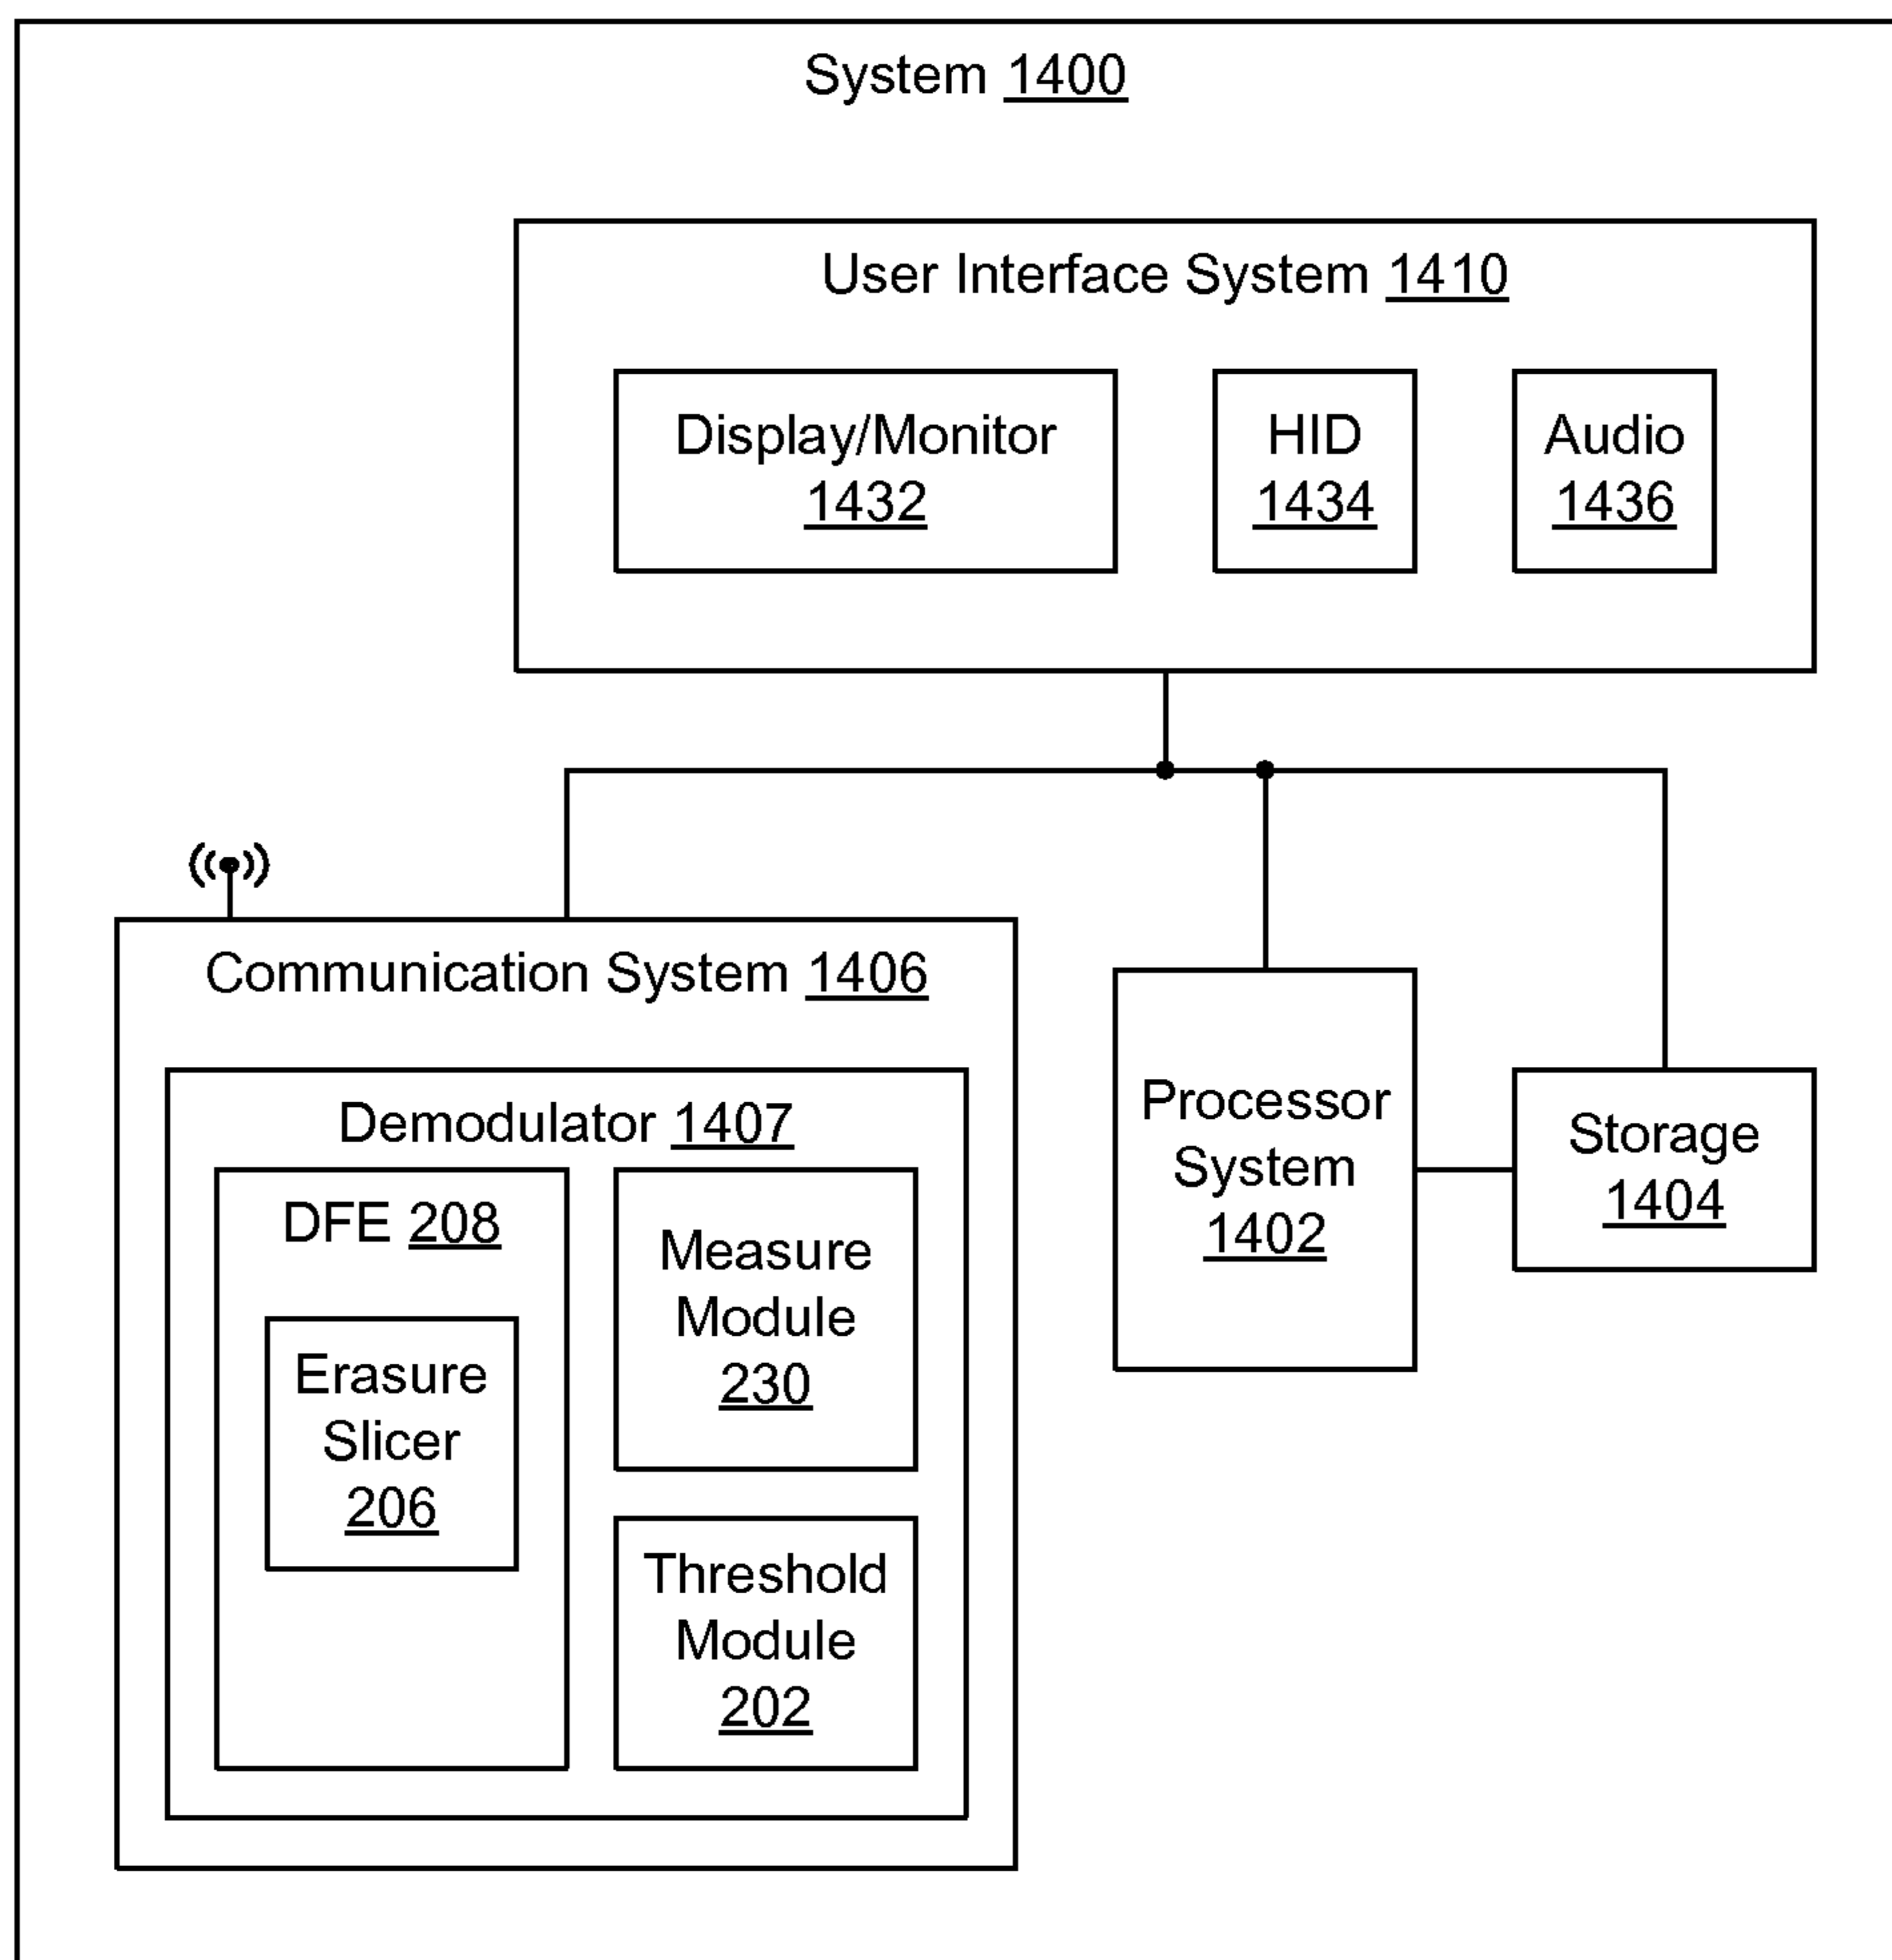 System 1400
User Interface System 1410
Display/Monitor
1432
HID
1434
Audio
1436
Communication System 1406
Demodulator 1407
DFE 208
Erasure
Slicer
206
Measure
Module
230
Threshold
Module
202
Processor
System
1402
Storage
1404